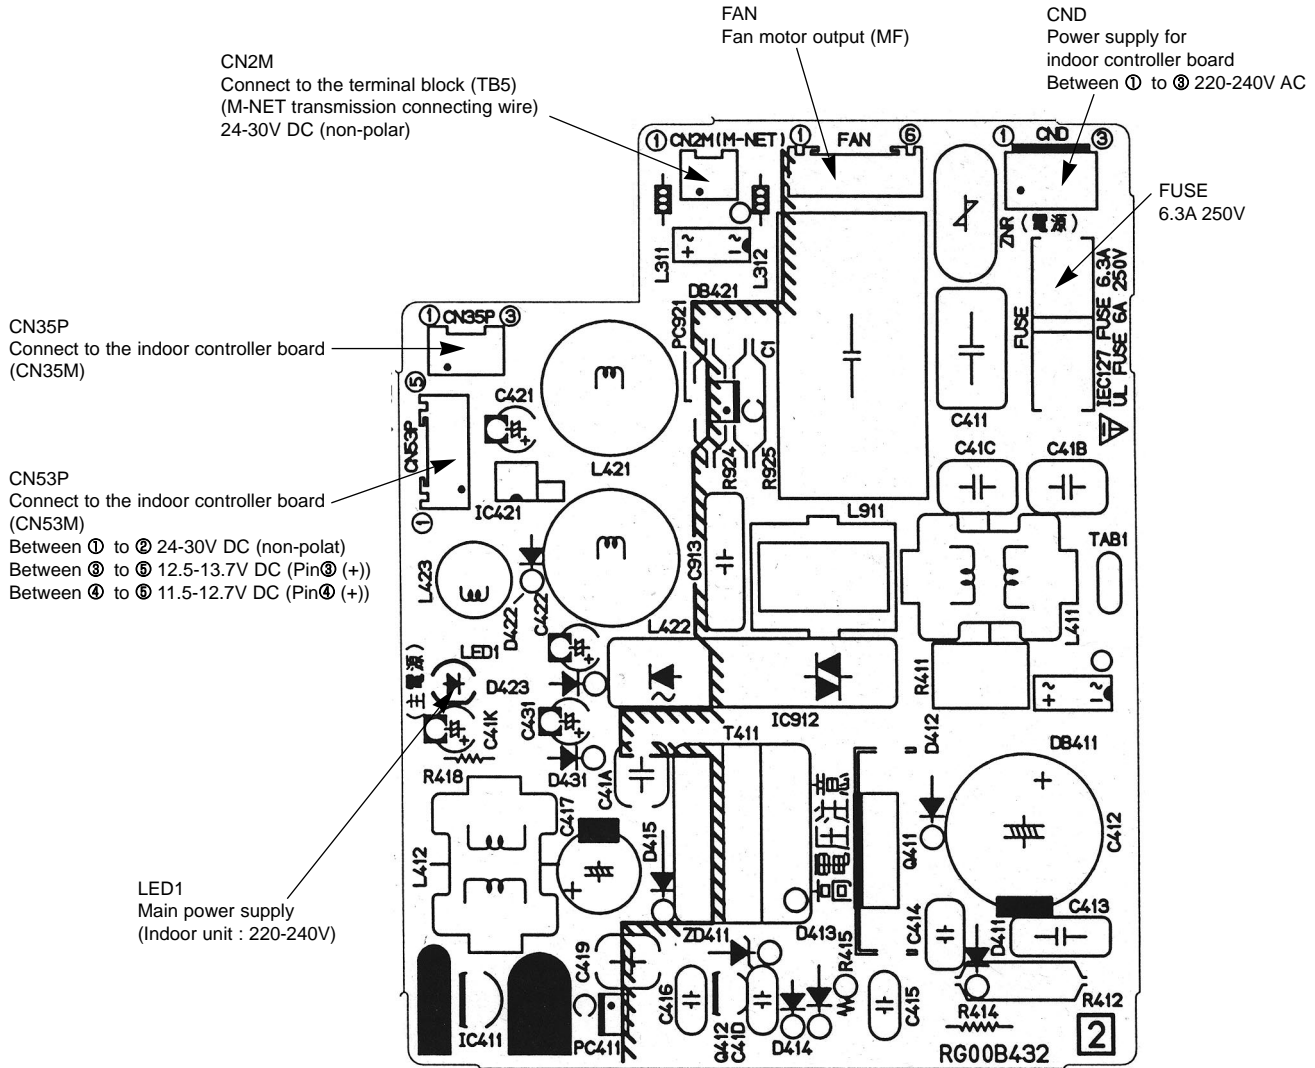 FAN
Fan motor output (MF)
CND
Power supply for
indoor controller board
Between ① to ③ 220-240V AC
CN2M
Connect to the terminal block (TB5)
(M-NET transmission connecting wire)
24-30V DC (non-polar)
FUSE
6.3A 250V
CN35P
Connect to the indoor controller board
(CN35M)
CN53P
Connect to the indoor controller board
(CN53M)
Between ① to ② 24-30V DC (non-polat)
Between ③ to ⑤ 12.5-13.7V DC (Pin③ (+))
Between ④ to ⑤ 11.5-12.7V DC (Pin④ (+))
LED1
Main power supply
(Indoor unit : 220-240V)
① CN2M(M-NET)
① FAN ⑥
① CND ③
ZNR (電源)
L311
L312
DB421
PC921
C1
FUSE
IEC127 FUSE 6.3A
UL FUSE 6A 250V
① CN35P ③
⑤
CN53P
①
C421
L421
IC421
R924
R925
C411
C41C
C41B
L911
C913
TAB1
L423
D422
C422
L422
L411
R411
LED1
(主電源)
D423
C41K
C431
IC912
T411
D412
DB411
R418
D431
C41A
C417
D415
高電圧注意
Q411
C412
L412
ZD411
D413
R415
C414
D411
C413
C419
C416
Q412
C41D
D414
C415
R412
R414
IC411
PC411
RG00B432
2